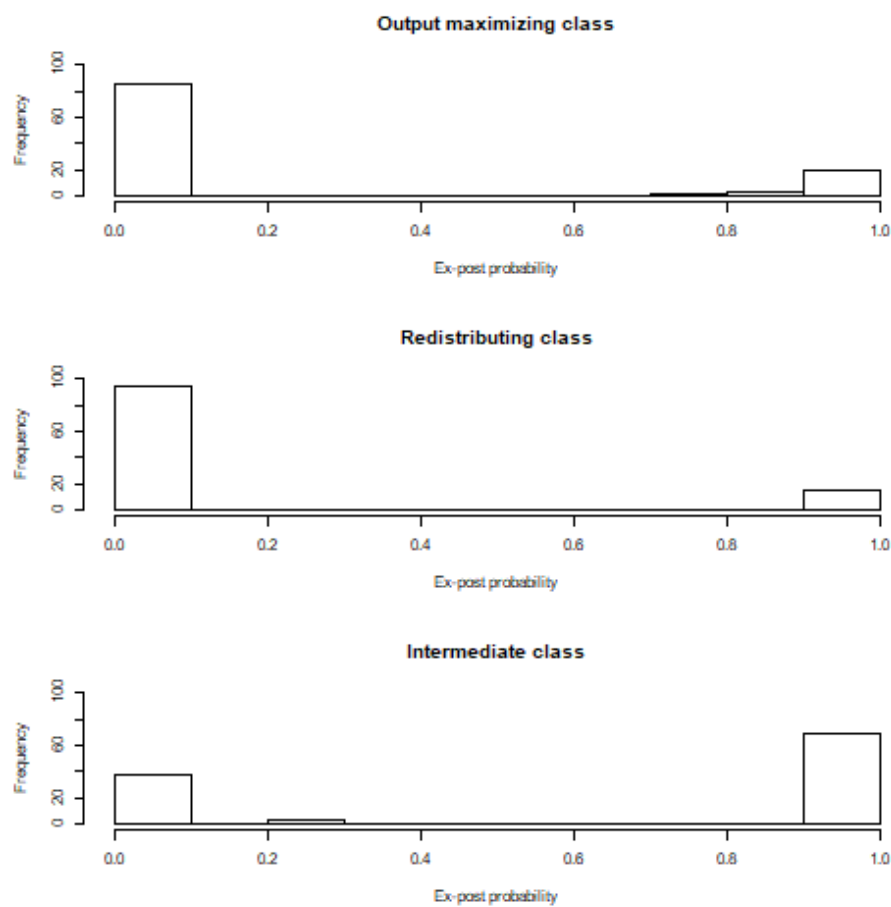 Output maximizing class
Frequency
0 20 60 100
0.0 0.2 0.4 0.6 0.8 1.0
Ex-post probability
Redistributing class
Frequency
0 20 60 100
0.0 0.2 0.4 0.6 0.8 1.0
Ex-post probability
Intermediate class
Frequency
0 20 60 100
0.0 0.2 0.4 0.6 0.8 1.0
Ex-post probability